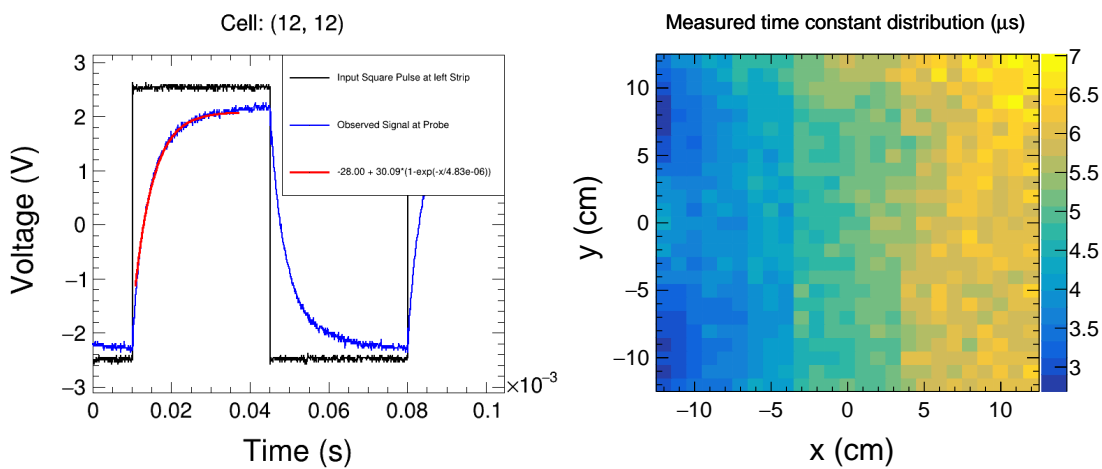 Cell: (12, 12)
Voltage (V)
3
2
1
0
−1
−2
−3
Input Square Pulse at left Strip
Observed Signal at Probe
-28.00 + 30.09*(1-exp(-x/4.83e-06))
0 0.02 0.04 0.06 0.08 0.1
×10−3
Time (s)
Measured time constant distribution (μs)
y (cm)
10
5
0
−5
−10
−10 −5 0 5 10
x (cm)
7
6.5
6
5.5
5
4.5
4
3.5
3